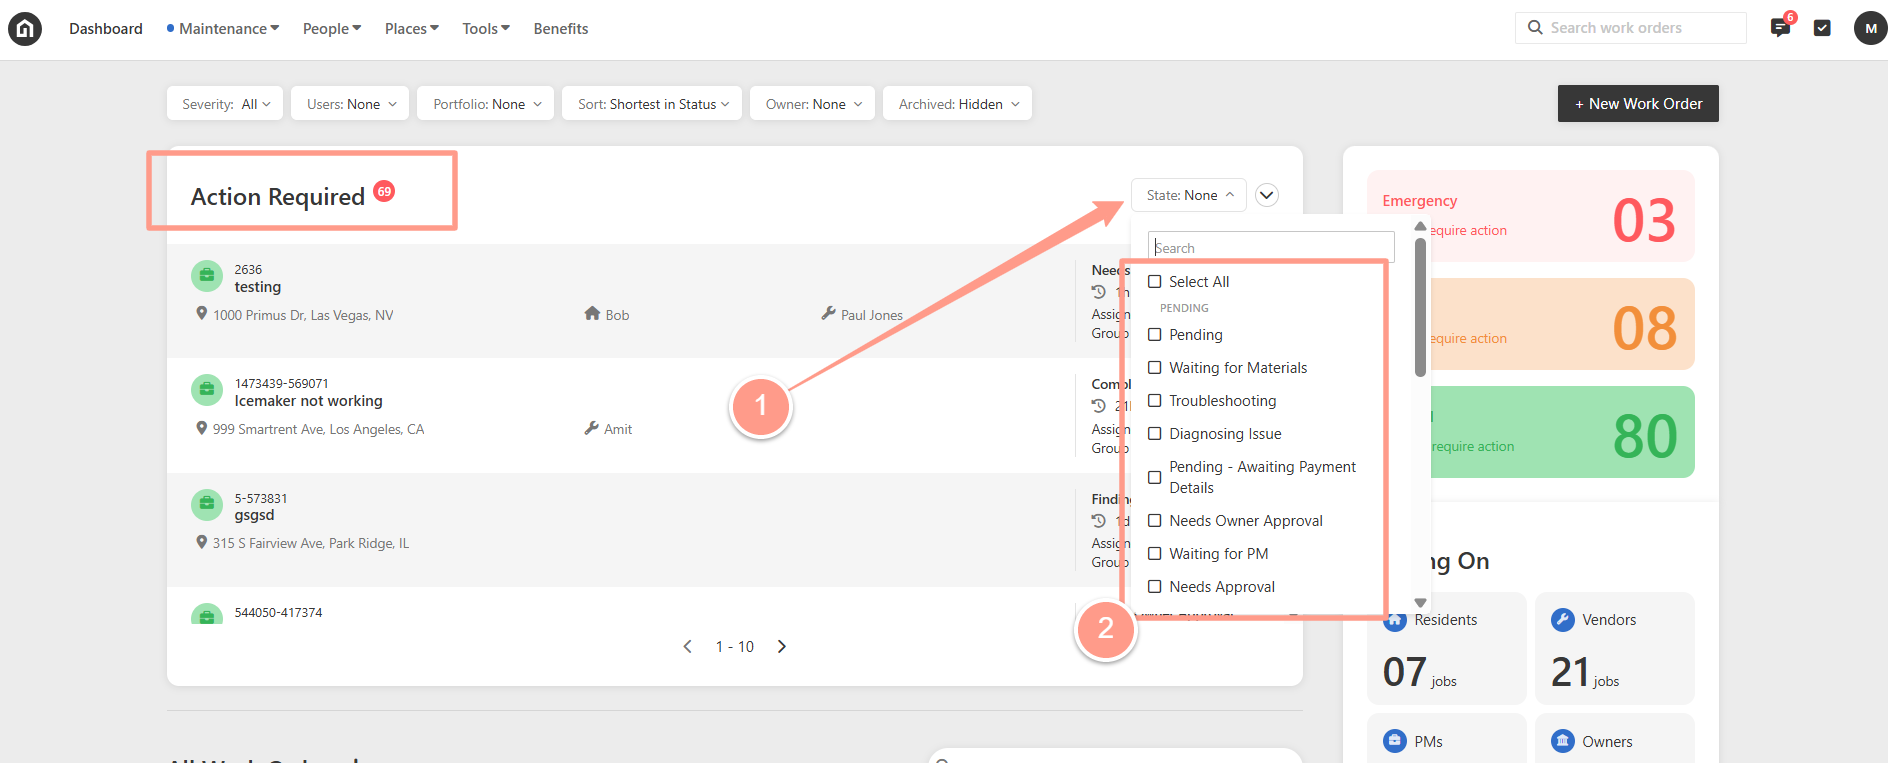 Dashboard
Maintenance
People
Places
Tools
Benefits
Search work orders
6
M
Severity: All
Users: None
Portfolio: None
Sort: Shortest in Status
Owner: None
Archived: Hidden
+ New Work Order
Action Required 69
State: None
Search
Select All
PENDING
Pending
Waiting for Materials
Troubleshooting
Diagnosing Issue
Pending - Awaiting Payment
Details
Needs Owner Approval
Waiting for PM
Needs Approval
1
2
2636
testing
1000 Primus Dr, Las Vegas, NV
Bob
Paul Jones
Needs
1h
Assign
Group
1473439-569071
Icemaker not working
999 Smartrent Ave, Los Angeles, CA
Amit
Compl
21
Assign
Group
5-573831
gsgsd
315 S Fairview Ave, Park Ridge, IL
Finding
1d
Assign
Group
544050-417374
1 - 10
Emergency
equire action
03
equire action
08
require action
80
g On
Residents
07 jobs
Vendors
21 jobs
PMs
Owners